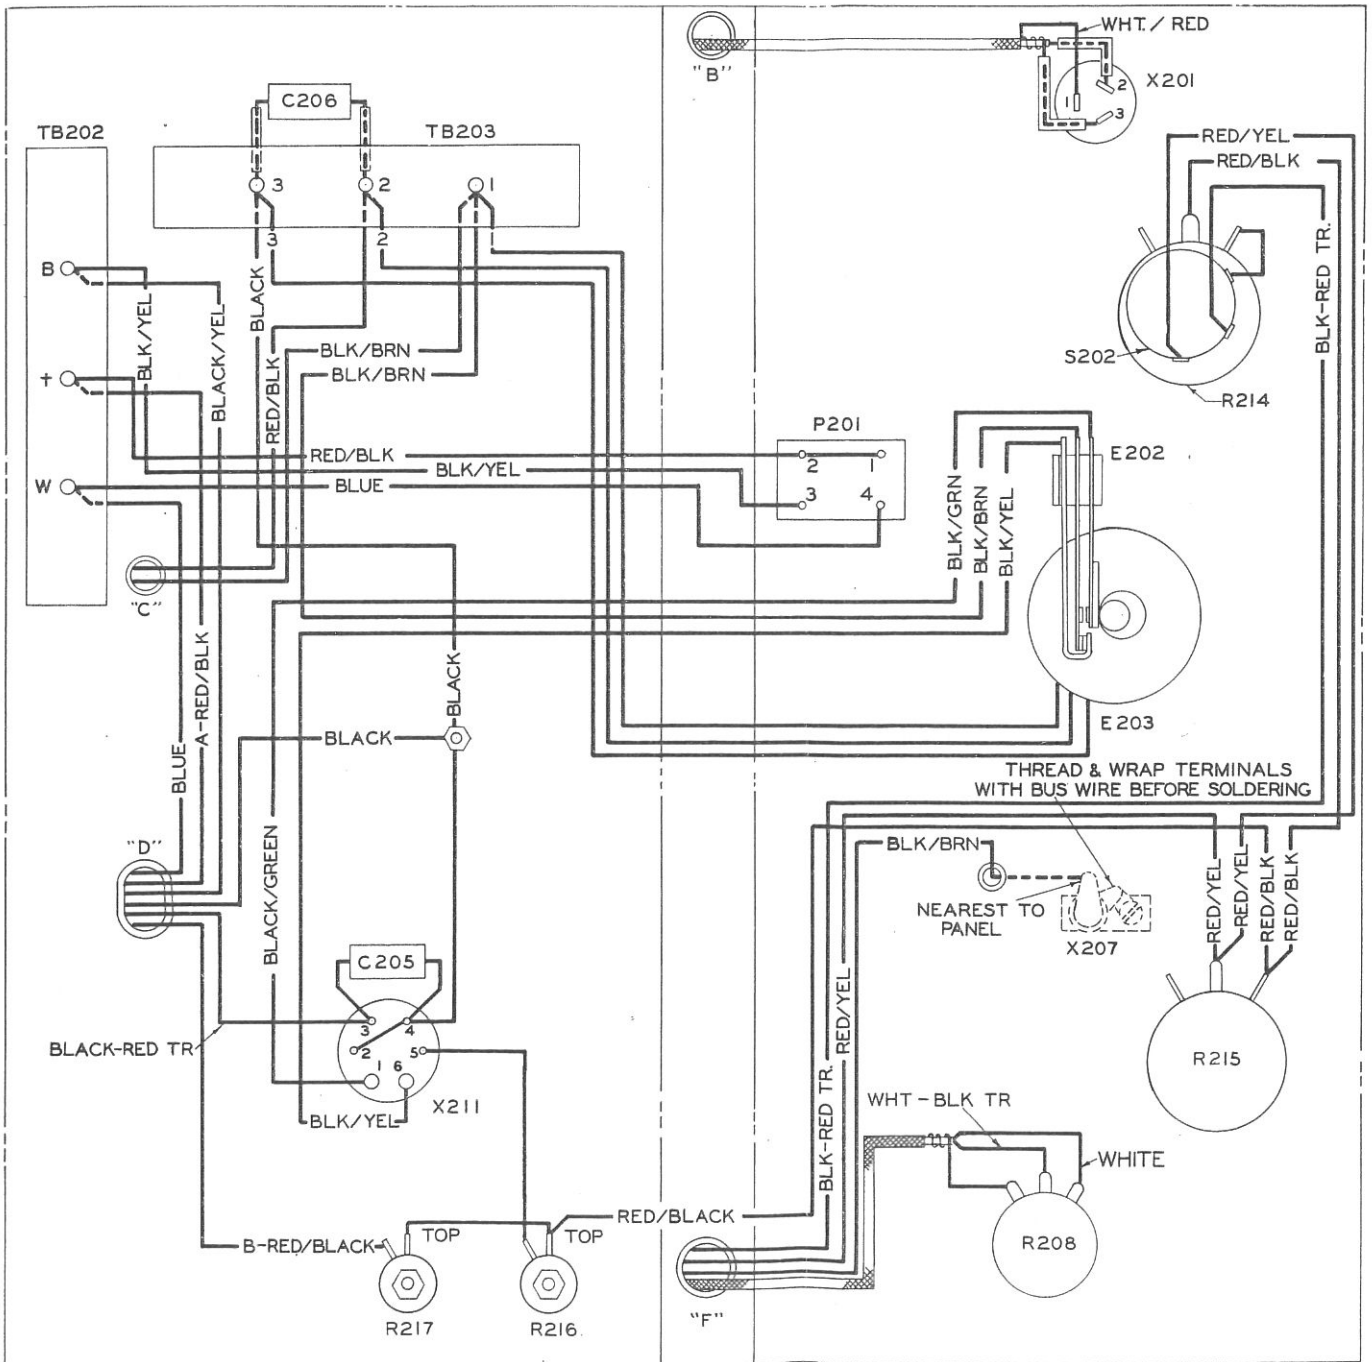 WHT. / RED
"B"
X201
1
2
3
C206
TB202
TB203
3
2
1
3
2
RED/YEL
RED/BLK
BLK-RED TR.
S202
R214
B
†
W
BLK/YEL
BLACK/YEL
BLACK
RED/BLK
BLK/BRN
BLK/BRN
P201
2
1
3
4
RED/BLK
BLK/YEL
BLUE
E202
BLK/GRN
BLK/BRN
BLK/YEL
"C"
E203
A-RED/BLK
BLUE
BLACK
BLACK
THREAD & WRAP TERMINALS
WITH BUS WIRE BEFORE SOLDERING
BLK/BRN
NEAREST TO
PANEL
X207
RED/YEL
RED/YEL
RED/BLK
RED/BLK
"D"
BLACK/GREEN
C205
3
4
2
5
1
6
X211
BLACK-RED TR
BLK/YEL
RED/YEL
BLK-RED TR.
R215
WHT-BLK TR
WHITE
R208
RED/BLACK
B-RED/BLACK
TOP
TOP
R217
R216.
"F"